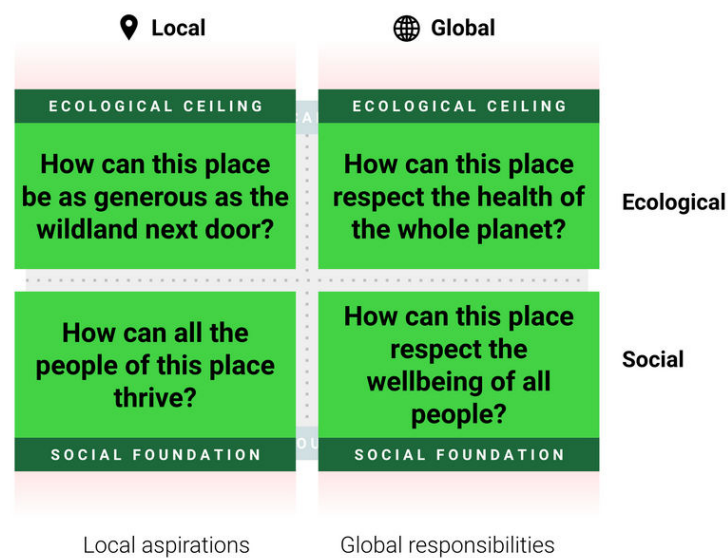 Local
Global
ECOLOGICAL CEILING
ECOLOGICAL CEILING
How can this place
be as generous as the
wildland next door?
How can this place
respect the health of
the whole planet?
Ecological
How can all the
people of this place
thrive?
How can this place
respect the
wellbeing of all
people?
Social
SOCIAL FOUNDATION
SOCIAL FOUNDATION
Local aspirations
Global responsibilities